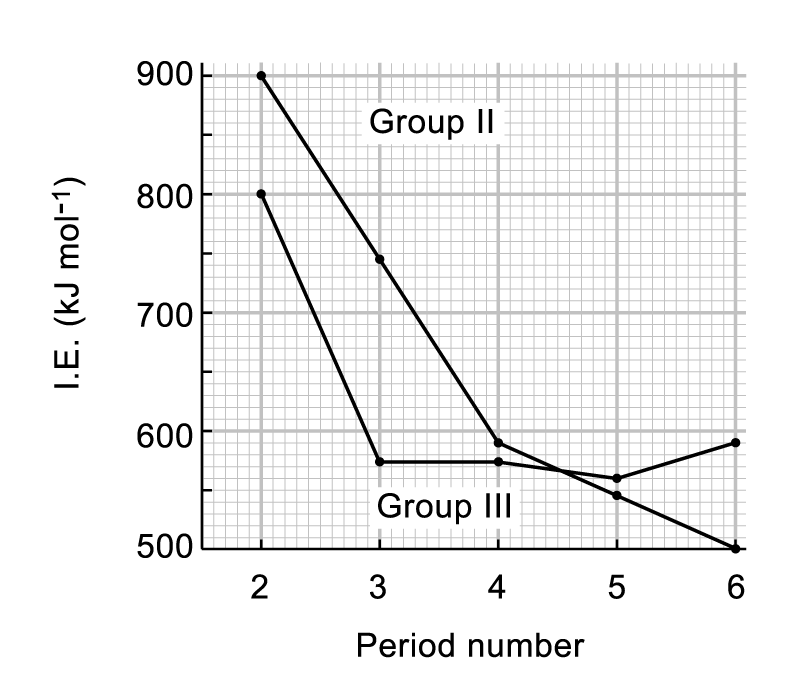 900
Group II
800
700
600
Group III
500
2 3 4 5 6
Period number
I.E. (kJ mol⁻¹)